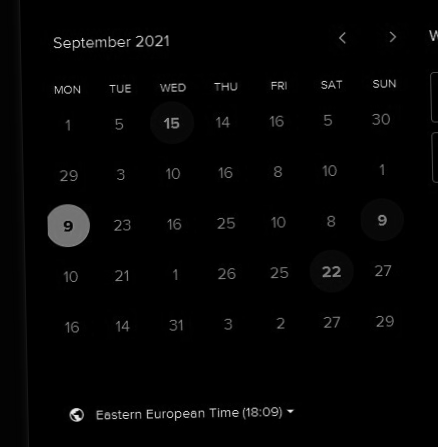 September 2021
MON TUE WED THU FRI SAT SUN
1 5 15 14 16 5 30
29 3 10 16 8 10 1
9 23 16 25 10 8 9
10 21 1 26 25 22 27
16 14 31 3 2 27 29
Eastern European Time (18:09)